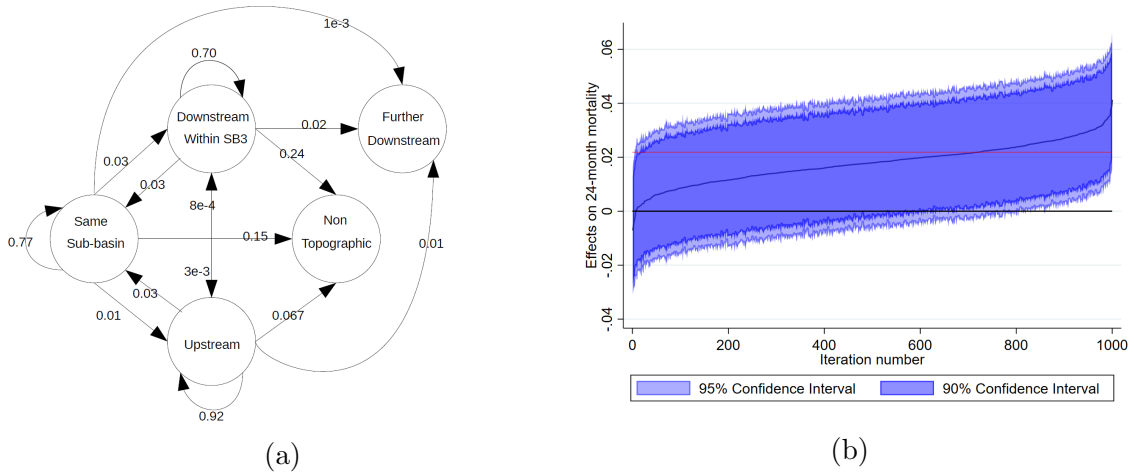 1e-3
0.70
Downstream
Within SB3
Further
Downstream
0.02
0.24
0.03
0.03
Same
Sub-basin
8e-4
Non
Topographic
0.77
0.15
0.01
3e-3
0.03
0.01
0.067
Upstream
0.92
(a)
Effects on 24-month mortality
.06
.04
.02
0
-.02
-.04
0
200
400
600
800
1000
Iteration number
95% Confidence Interval
90% Confidence Interval
(b)